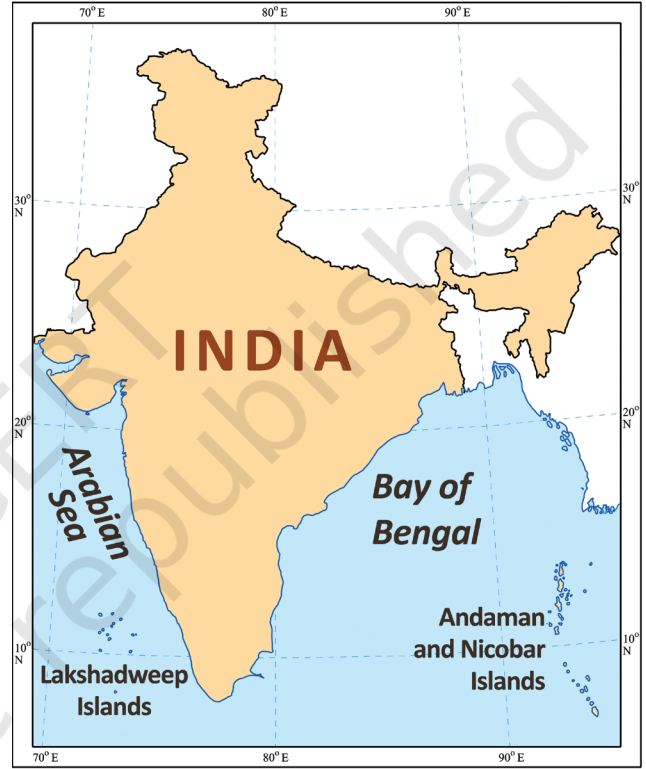 70° E 80° E 90° E
30° N
30° N
INDIA
20° N
20° N
Arabian
Sea
Bay of
Bengal
Andaman
and Nicobar
Islands
10° N
10° N
Lakshadweep
Islands
70° E 80° E 90° E
republished